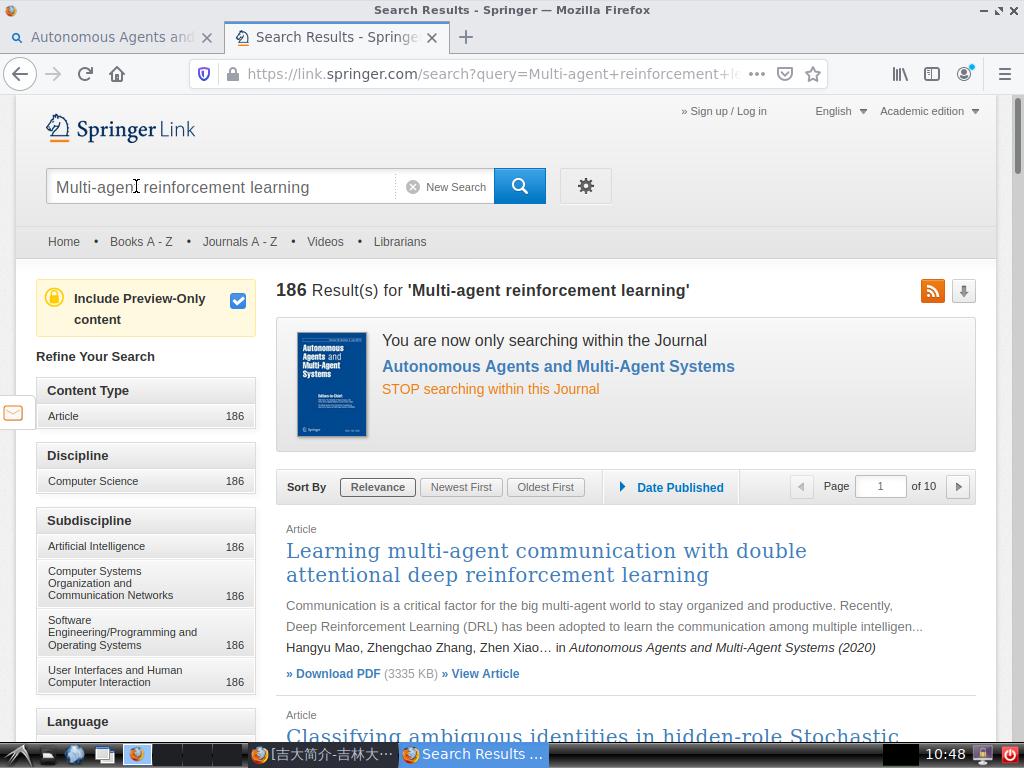 Search Results - Springer — Mozilla Firefox
Autonomous Agents and
Search Results - Springe
https://link.springer.com/search?query=Multi-agent+reinforcement+le
» Sign up / Log in
English
Academic edition
Springer Link
Multi-agent reinforcement learning
New Search
Home • Books A - Z • Journals A - Z • Videos • Librarians
Include Preview-Only
content
186 Result(s) for 'Multi-agent reinforcement learning'
Refine Your Search
Content Type
Article 186
Discipline
Computer Science 186
Subdiscipline
Artificial Intelligence 186
Computer Systems
Organization and
Communication Networks 186
Software
Engineering/Programming and
Operating Systems 186
User Interfaces and Human
Computer Interaction 186
Language
Autonomous
Agents and
Multi-Agent
Systems
Springer
You are now only searching within the Journal
Autonomous Agents and Multi-Agent Systems
STOP searching within this Journal
Sort By Relevance Newest First Oldest First Date Published Page 1 of 10
Article
Learning multi-agent communication with double
attentional deep reinforcement learning
Communication is a critical factor for the big multi-agent world to stay organized and productive. Recently,
Deep Reinforcement Learning (DRL) has been adopted to learn the communication among multiple intelligen...
Hangyu Mao, Zhengchao Zhang, Zhen Xiao… in Autonomous Agents and Multi-Agent Systems (2020)
» Download PDF (3335 KB) » View Article
Article
Classifying ambiguous identities in hidden-role Stochastic
[吉大简介-吉林大…
Search Results ...
10:48